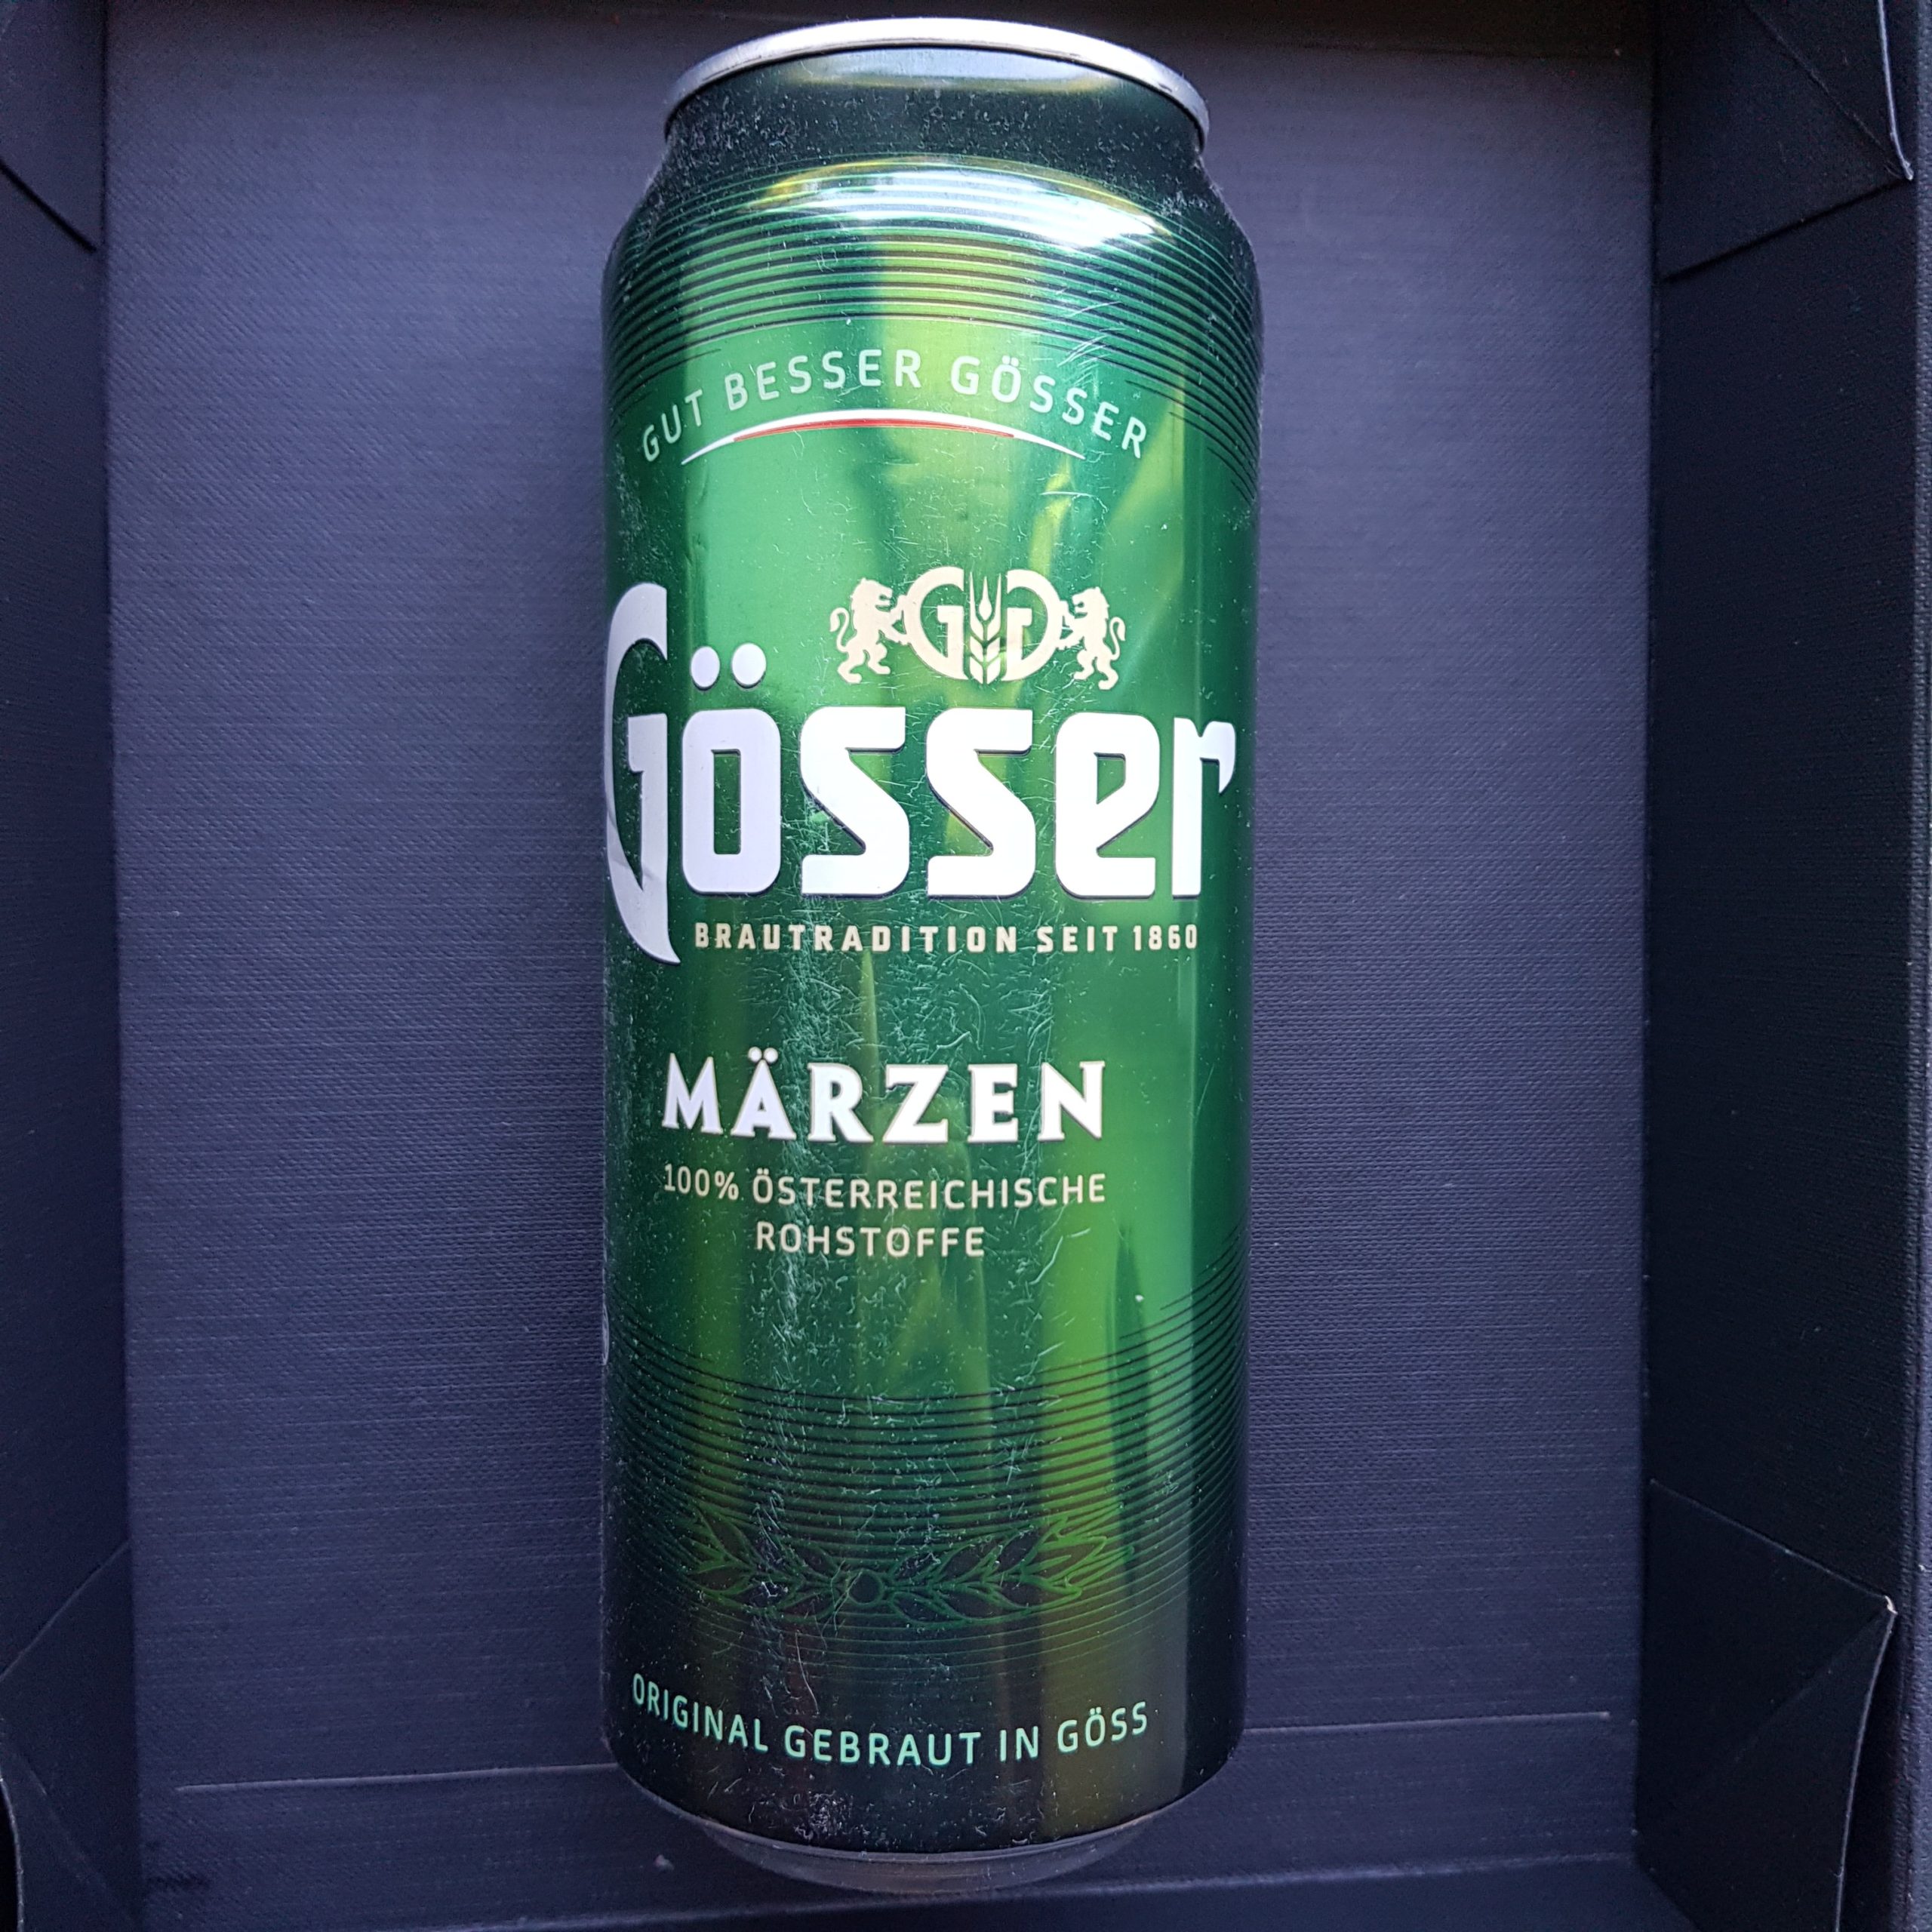 GUT BESSER GÖSSER
GG
Gösser
BRAUTRADITION SEIT 1860
MÄRZEN
100% ÖSTERREICHISCHE
ROHSTOFFE
ORIGINAL GEBRAUT IN GÖSS